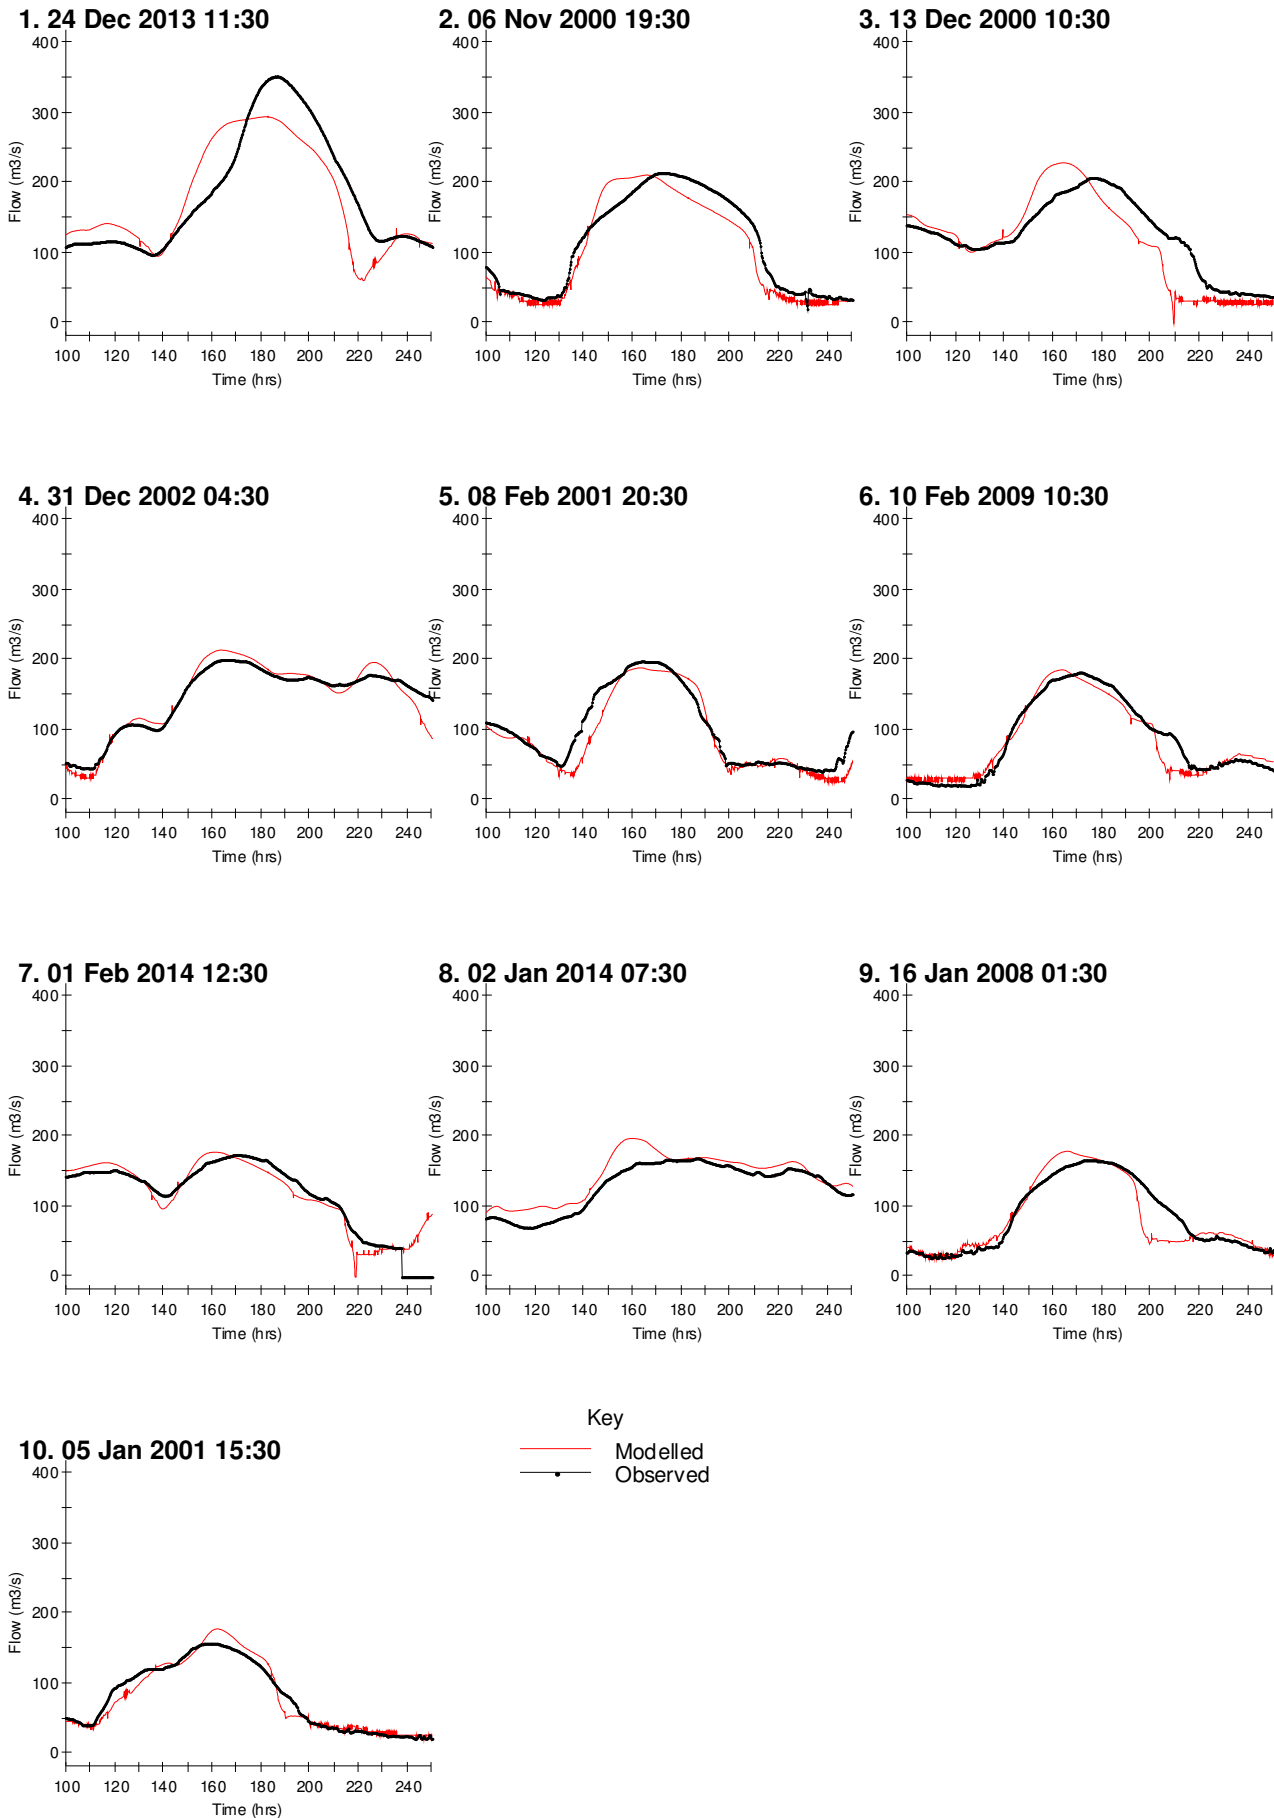 1. 24 Dec 2013 11:30
2. 06 Nov 2000 19:30
3. 13 Dec 2000 10:30
400 400 400
300 300 300
200 200 200
100 100 100
0 0 0
Flow (m3/s) Flow (m3/s) Flow (m3/s)
100 120 140 160 180 200 220 240 100 120 140 160 180 200 220 240 100 120 140 160 180 200 220 240
Time (hrs) Time (hrs) Time (hrs)
4. 31 Dec 2002 04:30
5. 08 Feb 2001 20:30
6. 10 Feb 2009 10:30
400 400 400
300 300 300
200 200 200
100 100 100
0 0 0
Flow (m3/s) Flow (m3/s) Flow (m3/s)
100 120 140 160 180 200 220 240 100 120 140 160 180 200 220 240 100 120 140 160 180 200 220 240
Time (hrs) Time (hrs) Time (hrs)
7. 01 Feb 2014 12:30
8. 02 Jan 2014 07:30
9. 16 Jan 2008 01:30
400 400 400
300 300 300
200 200 200
100 100 100
0 0 0
Flow (m3/s) Flow (m3/s) Flow (m3/s)
100 120 140 160 180 200 220 240 100 120 140 160 180 200 220 240 100 120 140 160 180 200 220 240
Time (hrs) Time (hrs) Time (hrs)
Key
Modelled
Observed
10. 05 Jan 2001 15:30
400
300
200
100
0
Flow (m3/s)
100 120 140 160 180 200 220 240
Time (hrs)